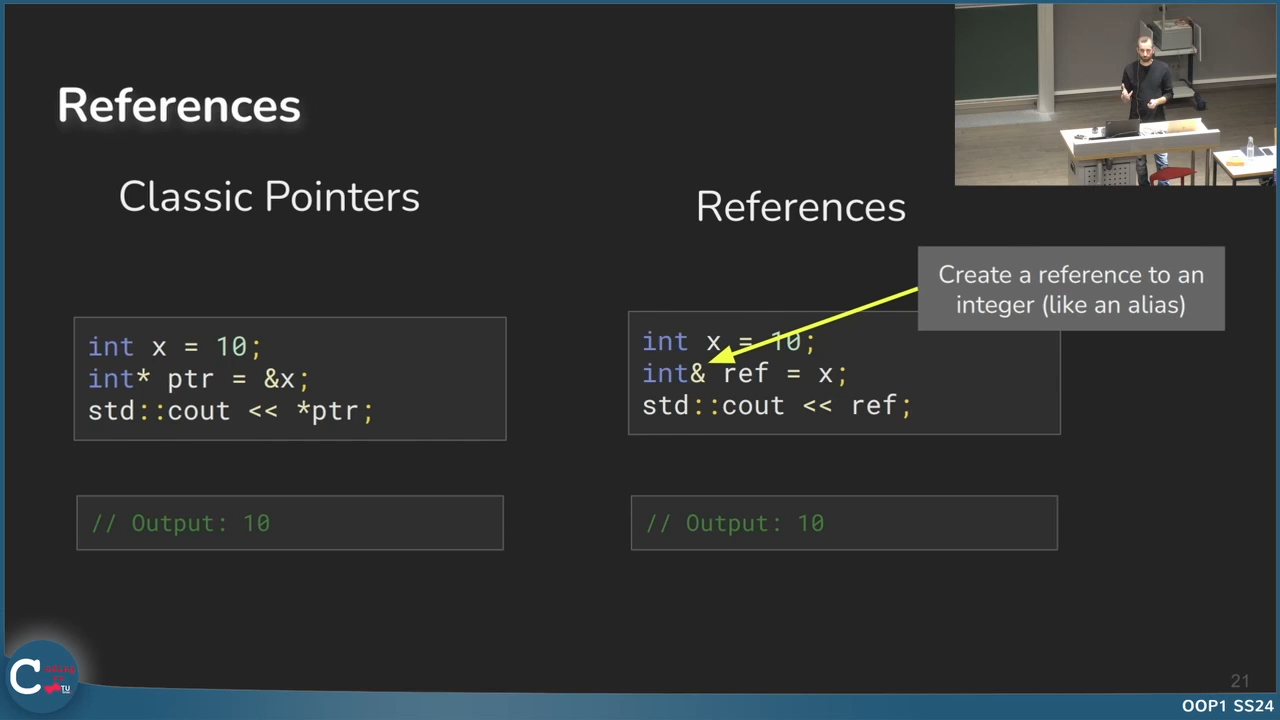 References
Classic Pointers
References
Create a reference to an
integer (like an alias)
int x = 10;
int* ptr = &x;
std::cout << *ptr;
int x = 10;
int& ref = x;
std::cout << ref;
// Output: 10
// Output: 10
C
TU
21
OOP1 SS24